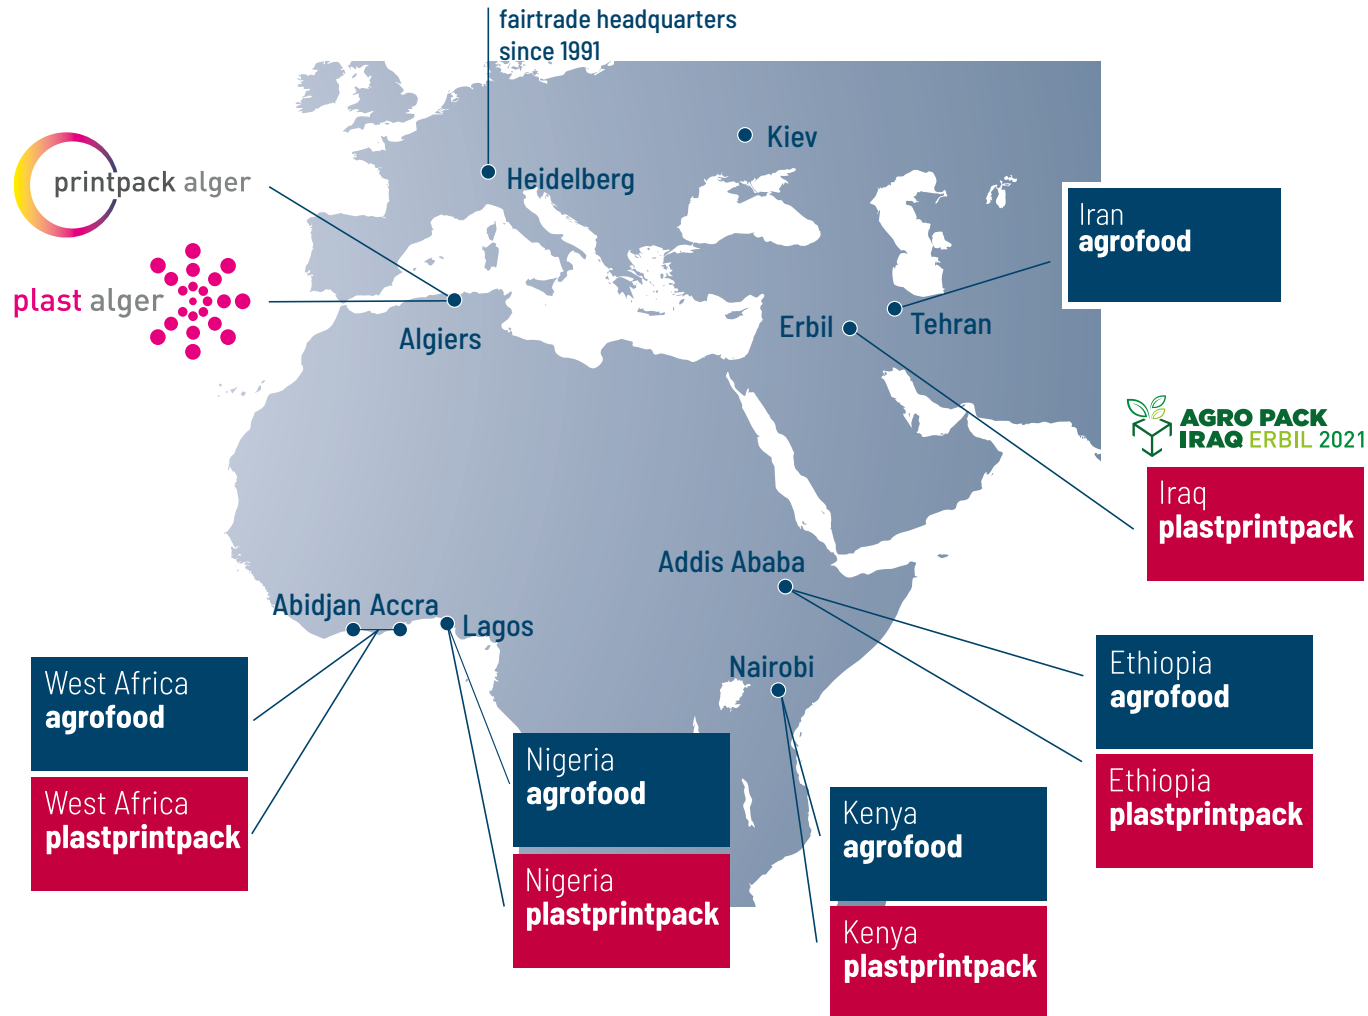 fairtrade headquarters
since 1991
Kiev
Heidelberg
printpack alger
plast alger
Algiers
Erbil
Tehran
Iran
agrofood
AGRO PACK
IRAQ ERBIL 2021
Iraq
plastprintpack
Addis Ababa
Abidjan Accra
Lagos
Nairobi
West Africa
agrofood
West Africa
plastprintpack
Nigeria
agrofood
Nigeria
plastprintpack
Kenya
agrofood
Kenya
plastprintpack
Ethiopia
agrofood
Ethiopia
plastprintpack